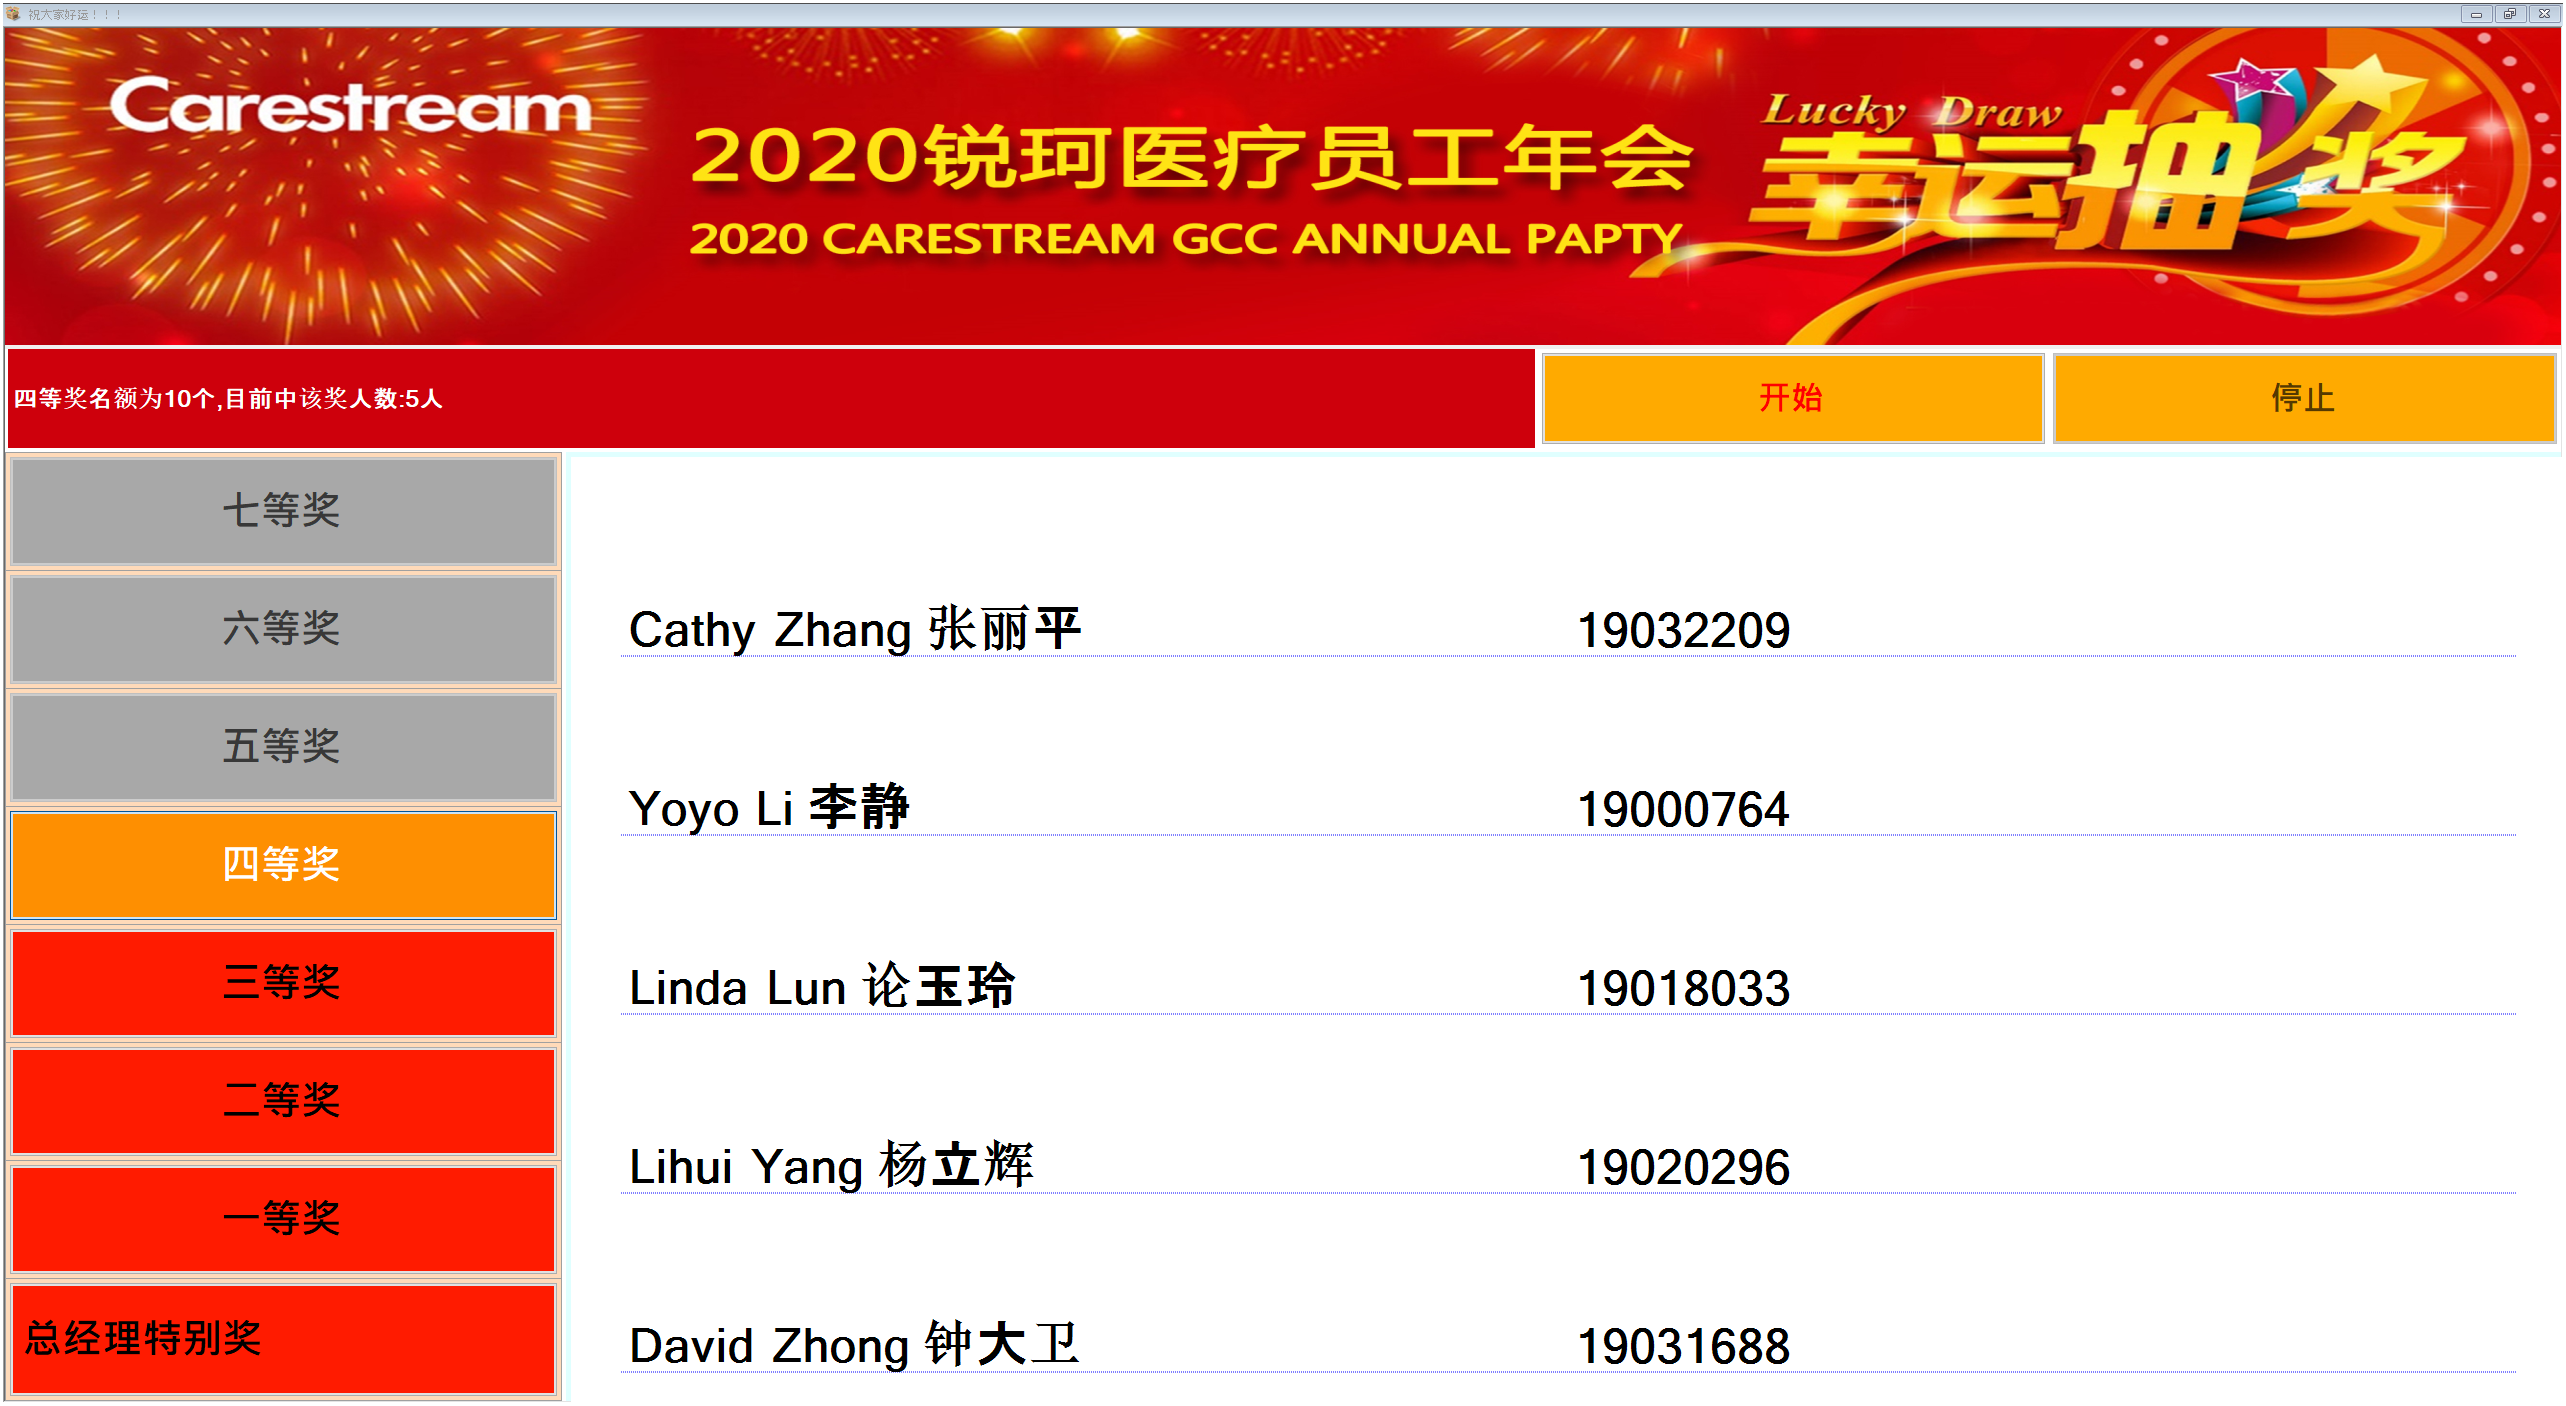 祝大家好运！！！
Carestream
2020锐珂医疗员工年会
2020 CARESTREAM GCC ANNUAL PAPTY
Lucky Draw
幸运抽奖
四等奖名额为10个,目前中该奖人数:5人
开始
停止
七等奖
六等奖
五等奖
四等奖
三等奖
二等奖
一等奖
总经理特别奖
Cathy Zhang 张丽平 19032209
Yoyo Li 李静 19000764
Linda Lun 论玉玲 19018033
Lihui Yang 杨立辉 19020296
David Zhong 钟大卫 19031688